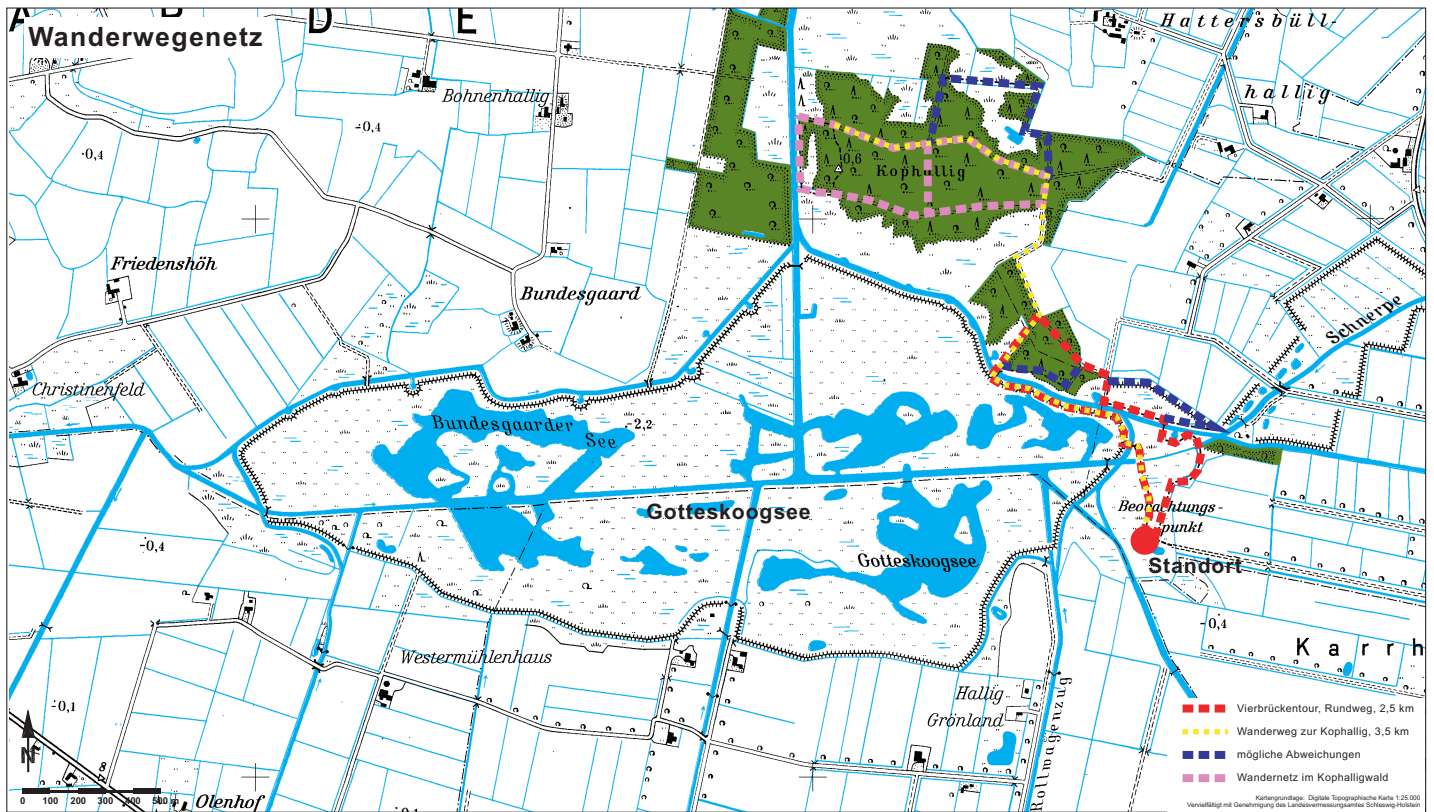 A B D E
Wanderwegenetz
Hattersbüll-
hallig
Bohnenhallig
-0,4
-0,4
0,6
Kophallig
Friedenshöh
Bundesgaard
Schnerpe
Christinenfeld
Bundesgaarder
See
-2,2
Gotteskoogsee
Beobachtungs-
punkt
-0,4
Gotteskoogsee
Standort
-0,4
Karrh
Westermühlenhaus
Hallig
Grönland
Rollwagenzug
-0,1
8
N
0 100 200 300 400 500 m
Olenhof
Vierbrückentour, Rundweg, 2,5 km
Wanderweg zur Kophallig, 3,5 km
mögliche Abweichungen
Wandernetz im Kophalligwald
Kartengrundlage: Digitale Topographische Karte 1:25.000
Vervielfältigt mit Genehmigung des Landesvermessungsamtes Schleswig-Holstein